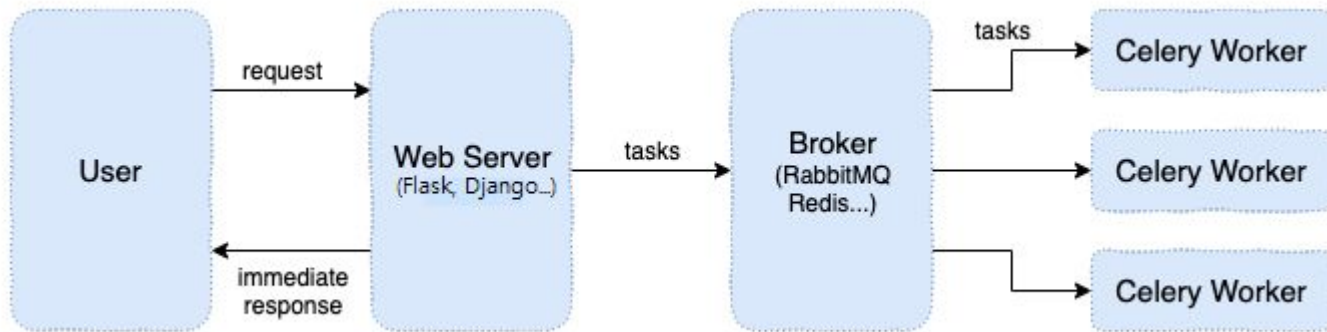 User
request
immediate
response
Web Server
(Flask, Django...)
tasks
Broker
(RabbitMQ
Redis...)
tasks
Celery Worker
Celery Worker
Celery Worker